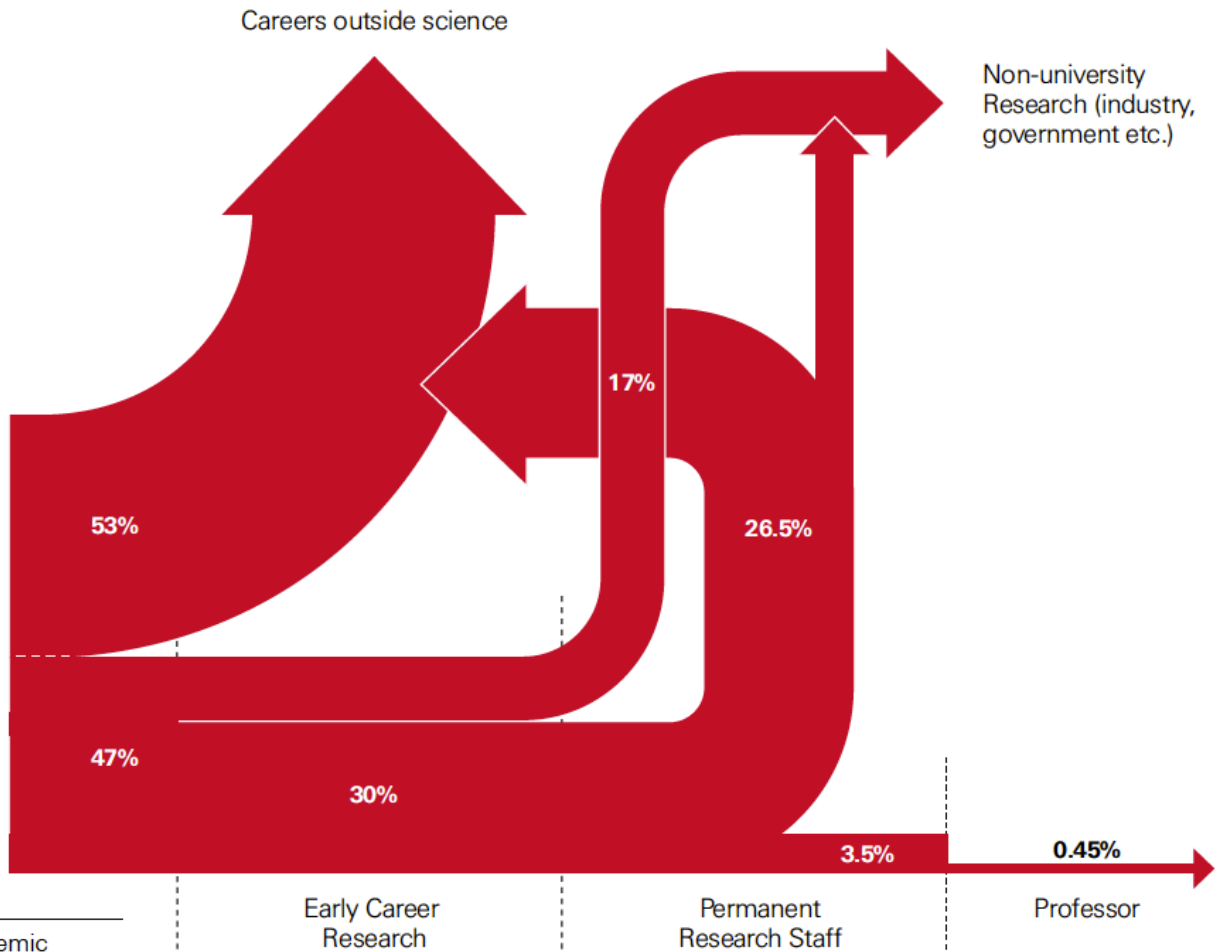 Careers outside science
Non-university
Research (industry,
government etc.)
17%
53%
26.5%
47%
30%
3.5%
0.45%
Early Career
Research
Permanent
Research Staff
Professor
emic